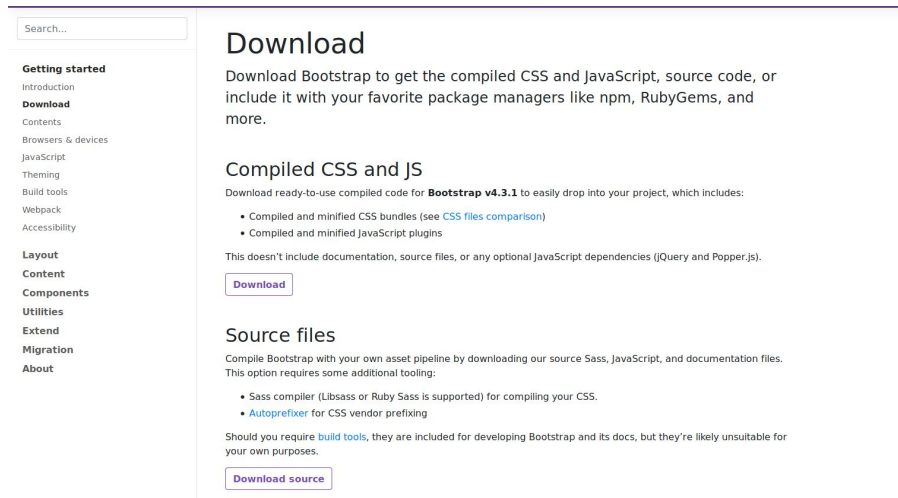 Search...
Getting started
Introduction
Download
Contents
Browsers & devices
JavaScript
Theming
Build tools
Webpack
Accessibility
Layout
Content
Components
Utilities
Extend
Migration
About
Download
Download Bootstrap to get the compiled CSS and JavaScript, source code, or
include it with your favorite package managers like npm, RubyGems, and
more.
Compiled CSS and JS
Download ready-to-use compiled code for Bootstrap v4.3.1 to easily drop into your project, which includes:
• Compiled and minified CSS bundles (see CSS files comparison)
• Compiled and minified JavaScript plugins
This doesn’t include documentation, source files, or any optional JavaScript dependencies (jQuery and Popper.js).
Download
Source files
Compile Bootstrap with your own asset pipeline by downloading our source Sass, JavaScript, and documentation files.
This option requires some additional tooling:
• Sass compiler (Libsass or Ruby Sass is supported) for compiling your CSS.
• Autoprefixer for CSS vendor prefixing
Should you require build tools, they are included for developing Bootstrap and its docs, but they’re likely unsuitable for
your own purposes.
Download source